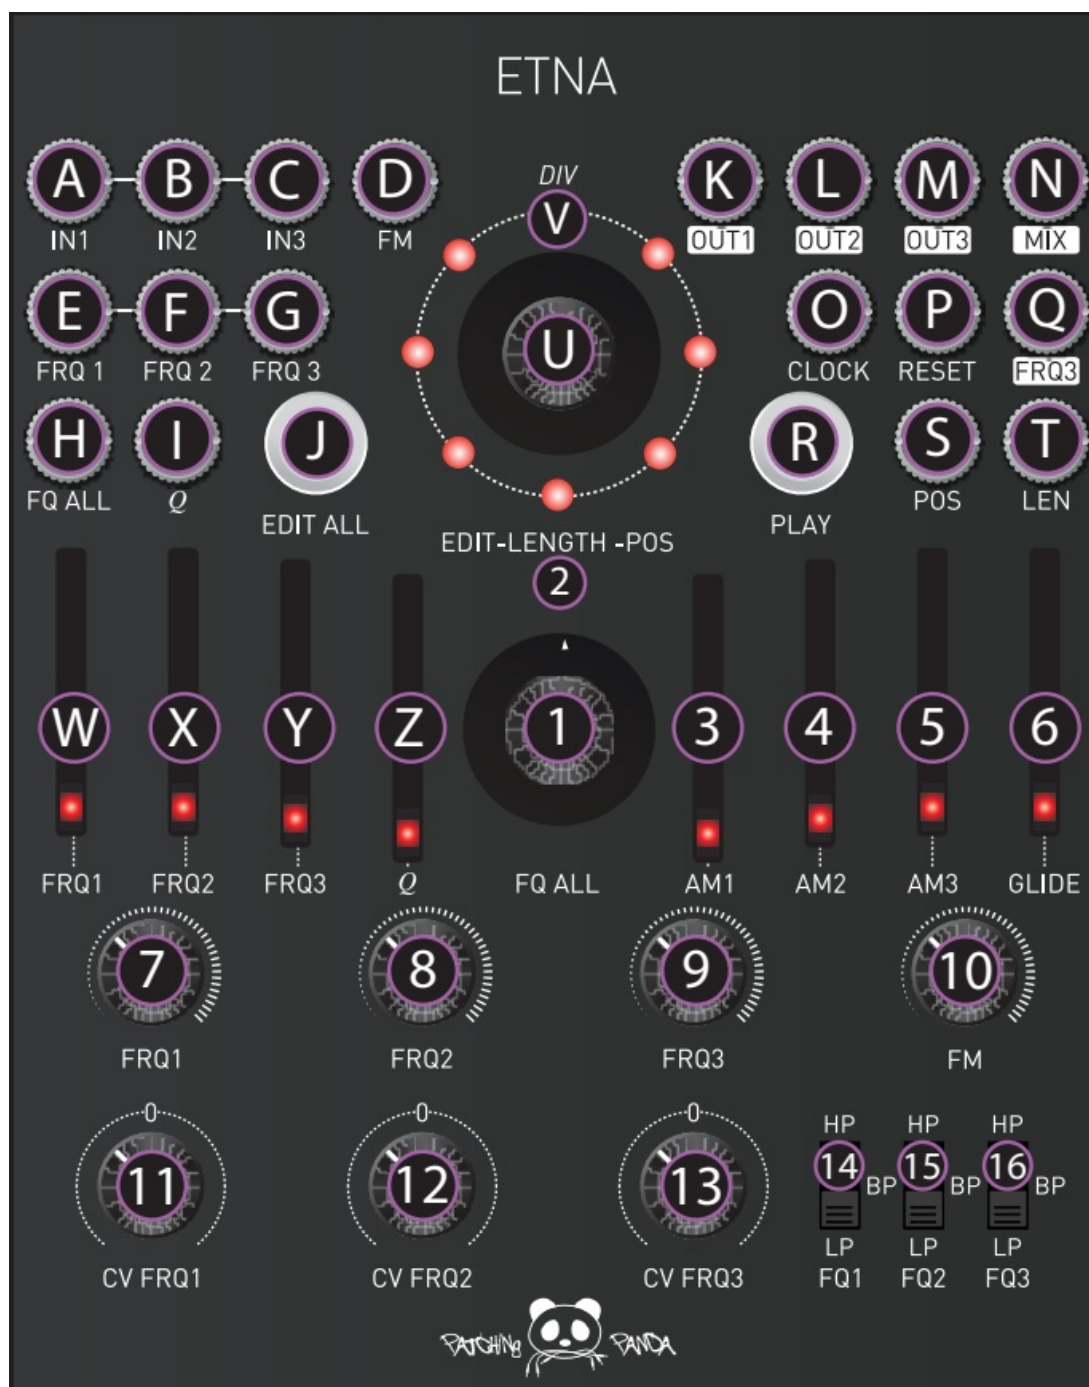 ETNA
A B C D
IN1 IN2 IN3 FM
DIV
V
K L M N
OUT1 OUT2 OUT3 MIX
E F G
FRQ 1 FRQ 2 FRQ 3
U
O P Q
CLOCK RESET FRQ3
H I J
FQ ALL Q EDIT ALL
R S T
PLAY POS LEN
EDIT-LENGTH -POS
2
W X Y Z 1 3 4 5 6
FRQ1 FRQ2 FRQ3 Q FQ ALL AM1 AM2 AM3 GLIDE
7 8 9 10
FRQ1 FRQ2 FRQ3 FM
0 0 0
11 12 13
CV FRQ1 CV FRQ2 CV FRQ3
HP HP HP
14 15 16
BP BP BP
LP LP LP
FQ1 FQ2 FQ3
PATCHING PANDA